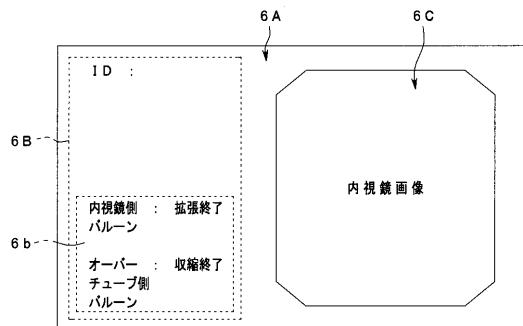 6A
6C
ID :
6B
内視鏡画像
内視鏡側 : 拡張終了
バルーン
6b
オーバー : 収縮終了
チューブ側
バルーン